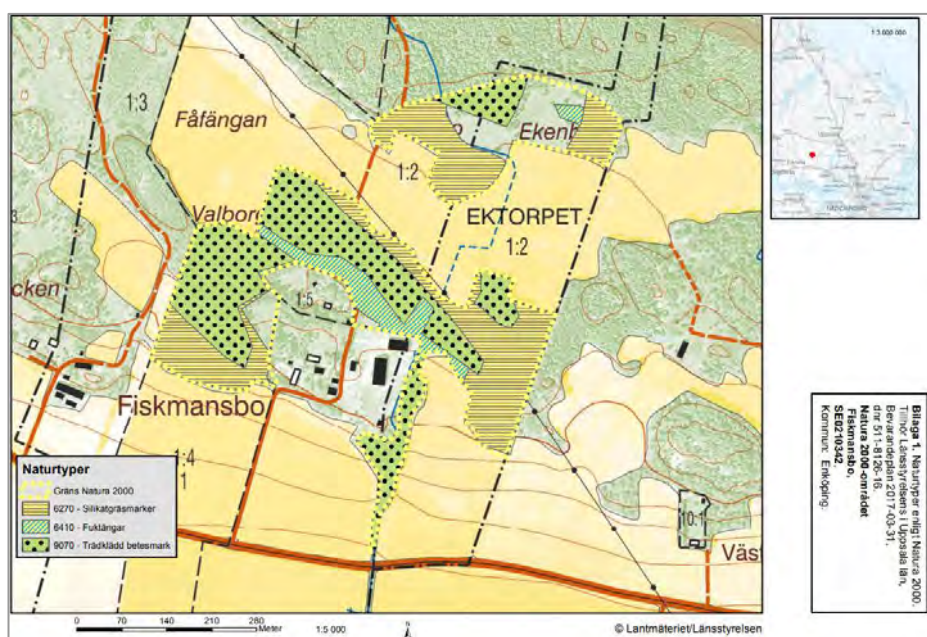 1:3
Fåfängan
Ekenh
1:2
EKTORPET
1:2
Valbor
cken
1:5
Fiskmansbo
1:4
1
10:1
Väst
Naturtyper
Gräns Natura 2000
6270 - Silikatgräsmarker
6410 - Fuktängar
9070 - Trädklädd betesmark
0 70 140 280
Meter
1:5 000
© Lantmäteriet/Länsstyrelsen
Bilaga 1. Naturtyper enligt Natura 2000.
Tillhör Länsstyrelsens i Uppsala län,
Bevarandeplan 2017-03-31.
dnr 511-8126-16.
Natura 2000-området
Fiskmansbo,
SE0210342.
Kommun: Enköping.